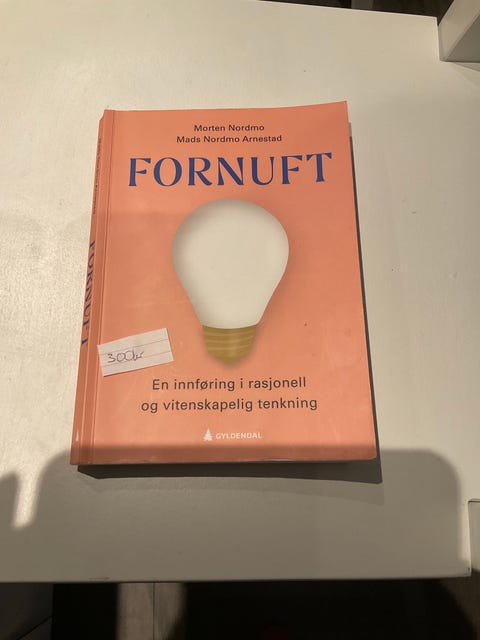 Morten Nordmo
Mads Nordmo Arnestad
FORNUFT
FORNUFT
300kr
En innføring i rasjonell
og vitenskapelig tenkning
GYLDENDAL